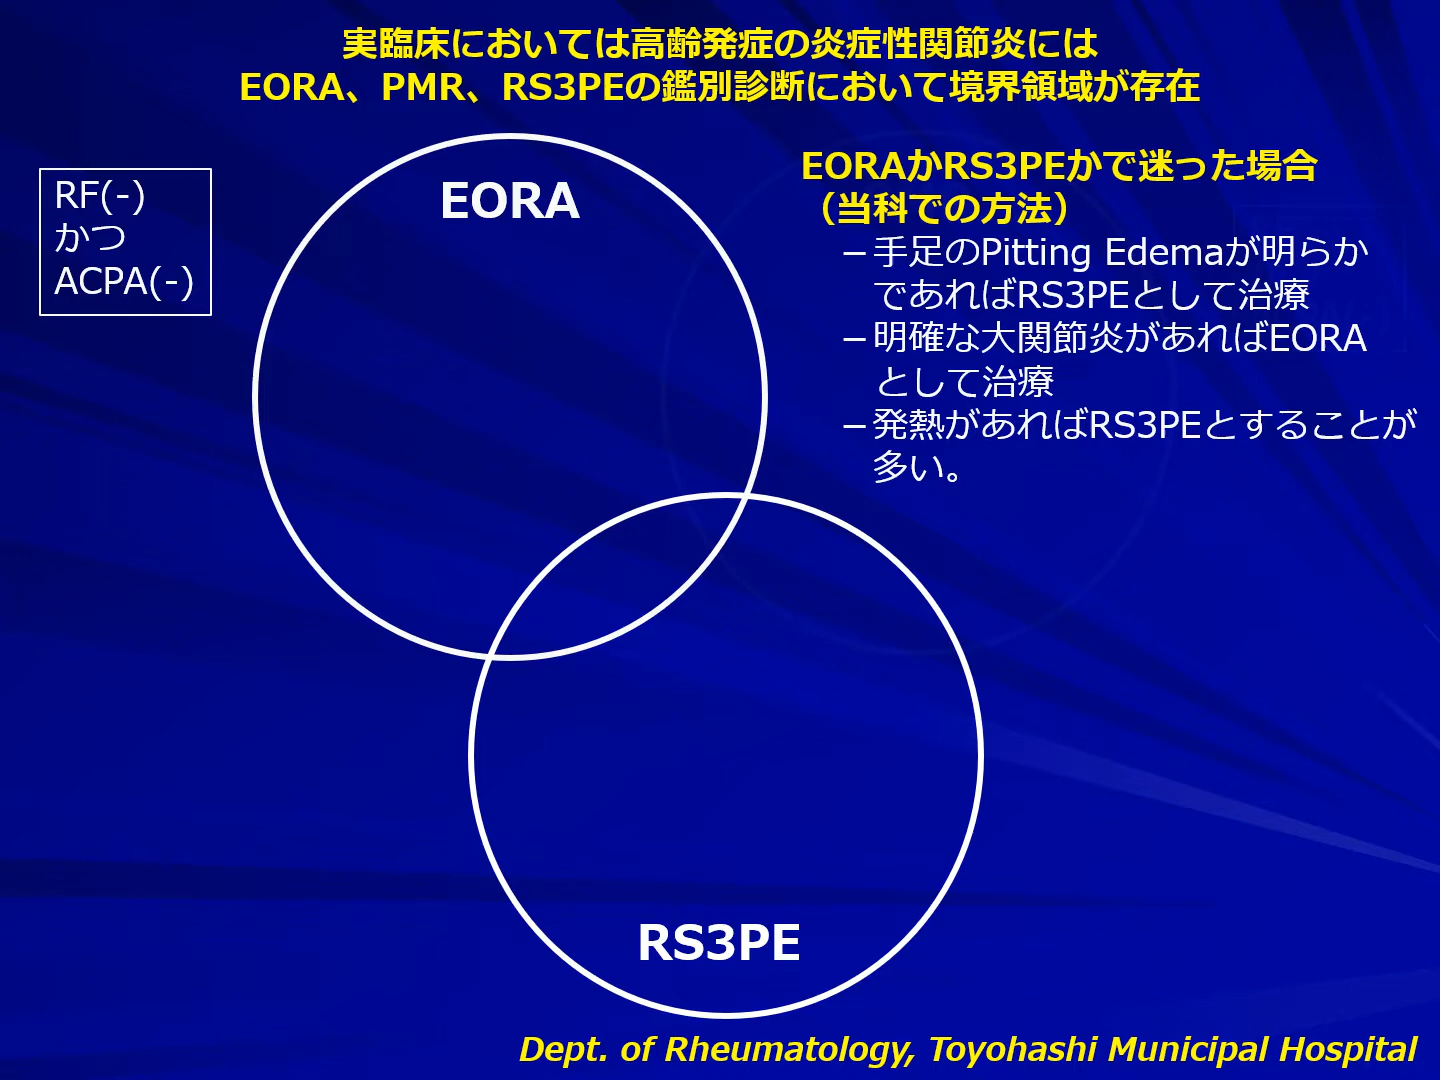 実臨床においては高齢発症の炎症性関節炎には
EORA、PMR、RS3PEの鑑別診断において境界領域が存在
RF(-)
かつ
ACPA(-)
EORA
EORAかRS3PEかで迷った場合
（当科での方法）
－手足のPitting Edemaが明らか
であればRS3PEとして治療
－明確な大関節炎があればEORA
として治療
－発熱があればRS3PEとすることが
多い。
RS3PE
Dept. of Rheumatology, Toyohashi Municipal Hospital